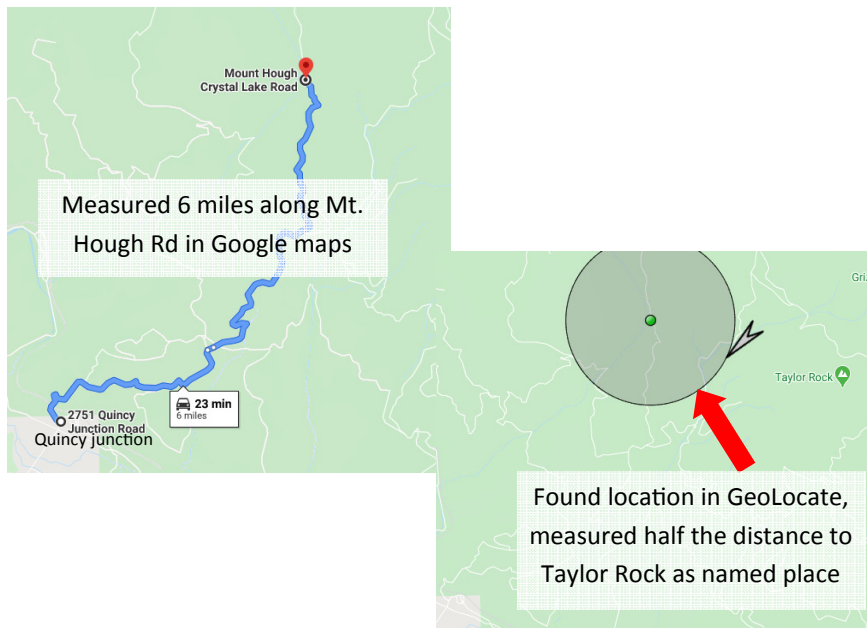 Mount Hough
Crystal Lake Road
Measured 6 miles along Mt.
Hough Rd in Google maps
23 min
6 miles
2751 Quincy
Junction Road
Quincy junction
Taylor Rock
Found location in GeoLocate,
measured half the distance to
Taylor Rock as named place